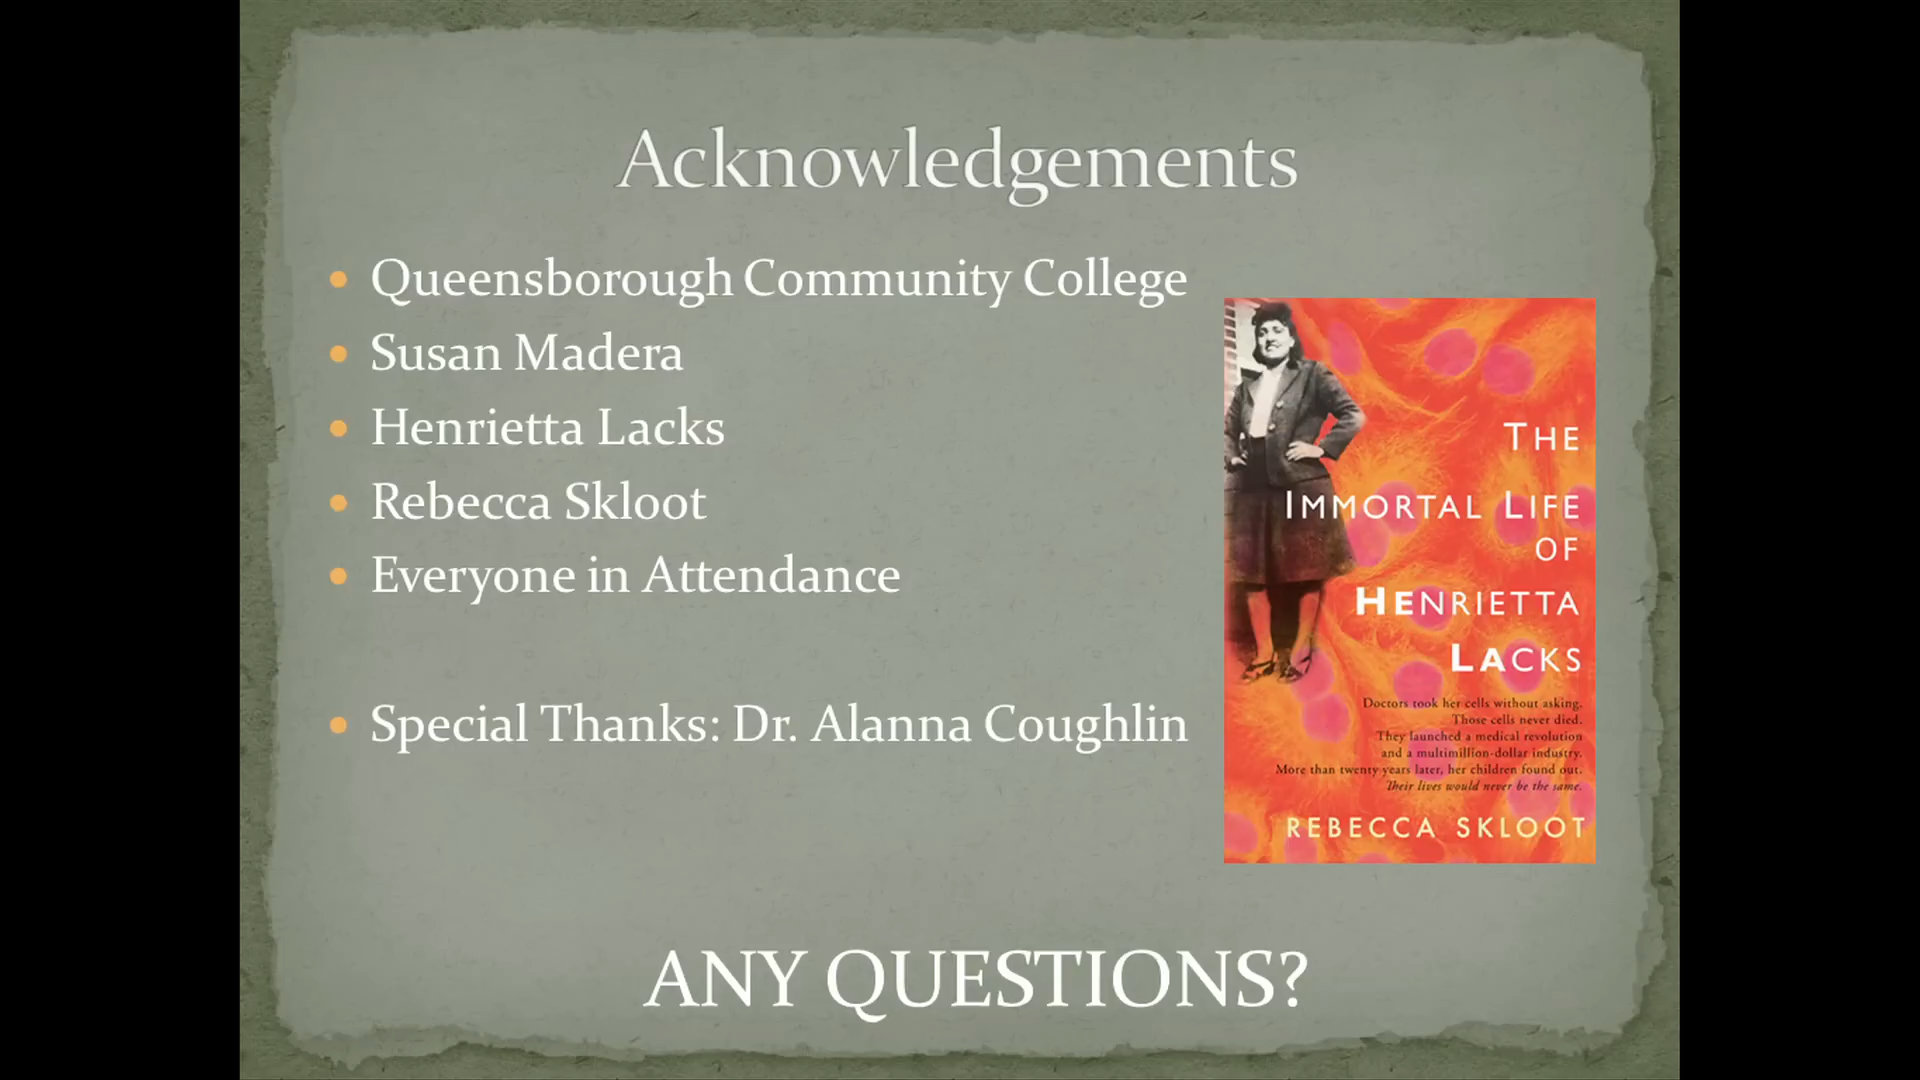 Acknowledgements
Queensborough Community College
Susan Madera
Henrietta Lacks
Rebecca Skloot
Everyone in Attendance
Special Thanks: Dr. Alanna Coughlin
THE
IMMORTAL LIFE
OF
HENRIETTA
LACKS
Doctors took her cells without asking.
Those cells never died.
They launched a medical revolution
and a multimillion-dollar industry.
More than twenty years later, her children found out.
Their lives would never be the same.
REBECCA SKLOOT
ANY QUESTIONS?